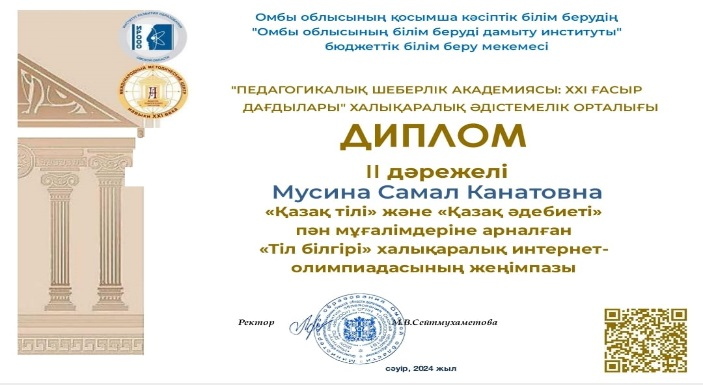 Омбы облысының қосымша кәсіптік білім берудің
"Омбы облысының білім беруді дамыту институты"
бюджеттік білім беру мекемесі
"ПЕДАГОГИКАЛЫҚ ШЕБЕРЛІК АКАДЕМИЯСЫ: ХХІ ҒАСЫР
ДАҒДЫЛАРЫ" ХАЛЫҚАРАЛЫҚ ӘДІСТЕМЕЛІК ОРТАЛЫҒЫ
ДИПЛОМ
II дәрежелі
Мусина Самал Канатовна
«Қазақ тілі» және «Қазақ әдебиеті»
пән мұғалімдеріне арналған
«Тіл білгірі» халықаралық интернет-
олимпиадасының жеңімпазы
Ректор М.В.Сейтмухаметова
сәуір, 2024 жыл